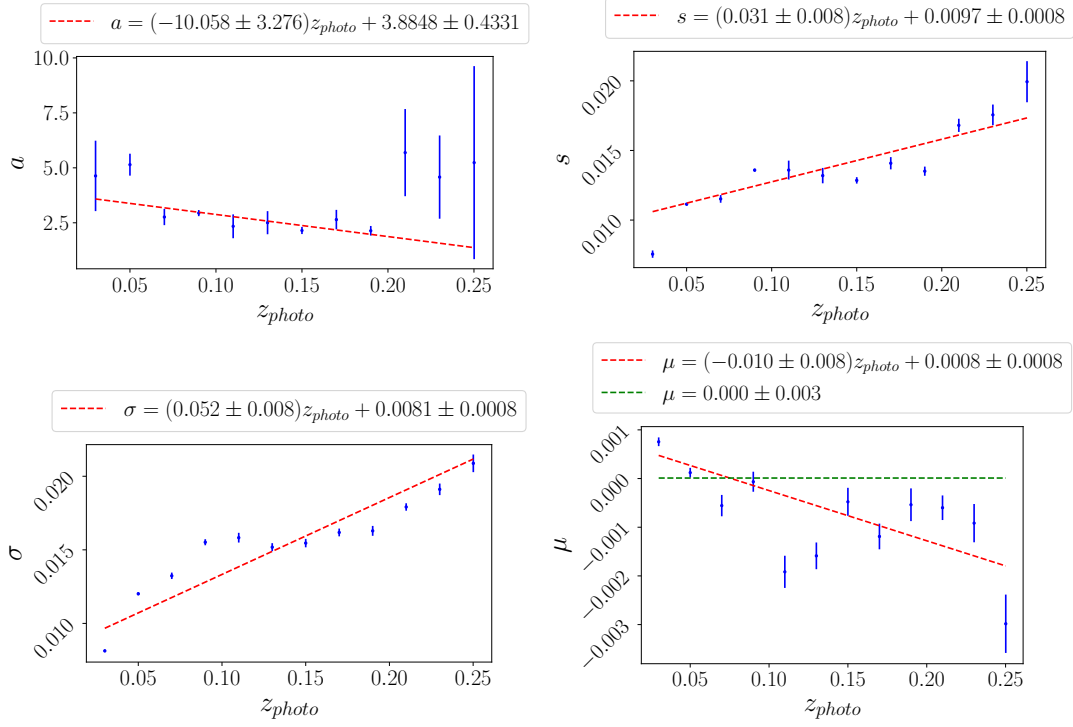 a = (−10.058 ± 3.276)z_photo + 3.8848 ± 0.4331
10.0
7.5
5.0
2.5
a
0.05 0.10 0.15 0.20 0.25
z_photo
s = (0.031 ± 0.008)z_photo + 0.0097 ± 0.0008
0.020
0.015
0.010
s
0.05 0.10 0.15 0.20 0.25
z_photo
σ = (0.052 ± 0.008)z_photo + 0.0081 ± 0.0008
0.020
0.015
0.010
σ
0.05 0.10 0.15 0.20 0.25
z_photo
μ = (−0.010 ± 0.008)z_photo + 0.0008 ± 0.0008
μ = 0.000 ± 0.003
0.001
0.000
−0.001
−0.002
−0.003
μ
0.05 0.10 0.15 0.20 0.25
z_photo